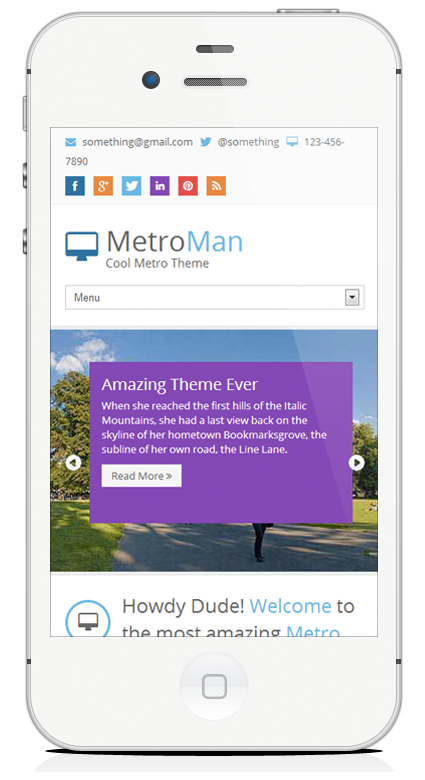 something@gmail.com @something 123-456-
7890
MetroMan
Cool Metro Theme
Menu
Amazing Theme Ever
When she reached the first hills of the Italic
Mountains, she had a last view back on the
skyline of her hometown Bookmarksgrove, the
subline of her own road, the Line Lane.
Read More »
Howdy Dude! Welcome to
the most amazing Metro